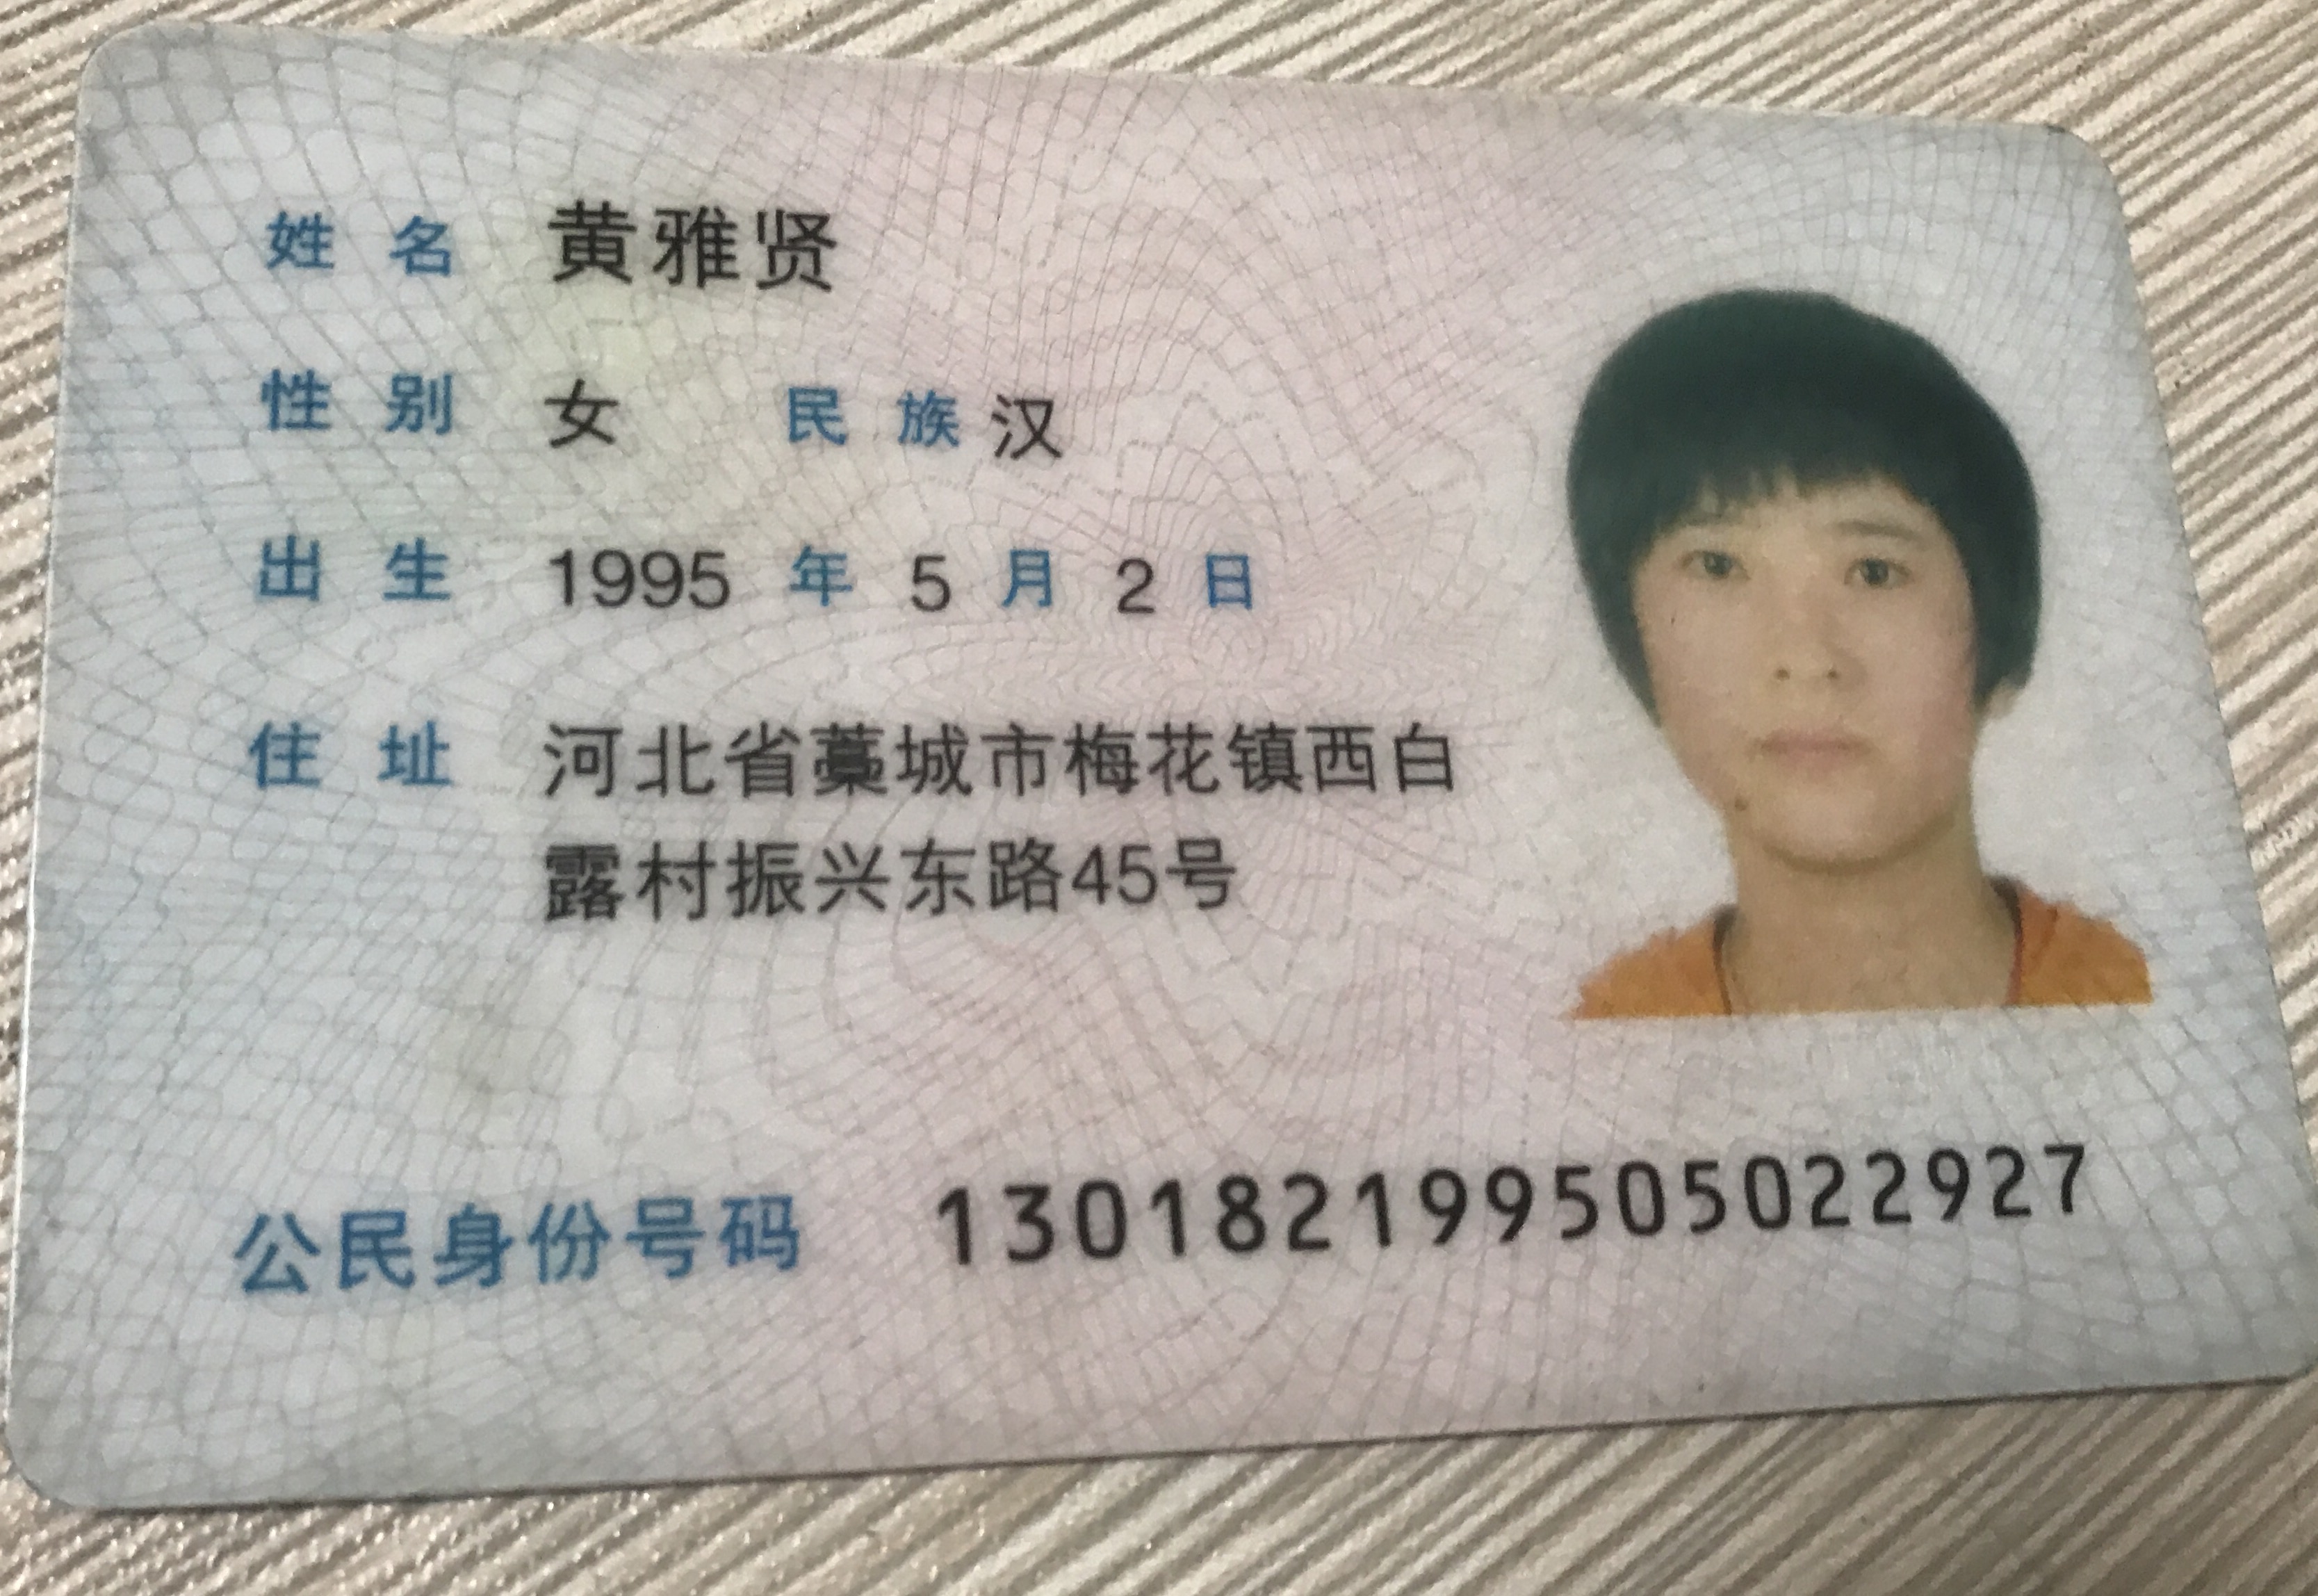 姓名 黄雅贤
性别 女 民族 汉
出生 1995 年 5 月 2 日
住址 河北省藁城市梅花镇西白
露村振兴东路45号
公民身份号码 130182199505022927